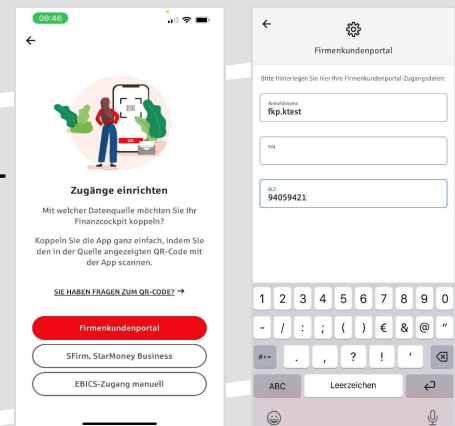 09:46
OK
Zugänge einrichten
Mit welcher Datenquelle möchten Sie Ihr
Finanzcockpit koppeln?
Koppeln Sie die App ganz einfach, indem Sie
den in der Quelle angezeigten QR-Code mit
der App scannen.
SIE HABEN FRAGEN ZUM QR-CODE? →
Firmenkundenportal
SFirm, StarMoney Business
EBICS-Zugang manuell
Firmenkundenportal
Bitte hinterlegen Sie hier Ihre Firmenkundenportal-Zugangsdaten:
Anmeldename
fkp.ktest
PIN
BLZ
94059421
1 2 3 4 5 6 7 8 9 0
- / : ; ( ) € & @ "
#+= . , ? ! '
ABC Leerzeichen